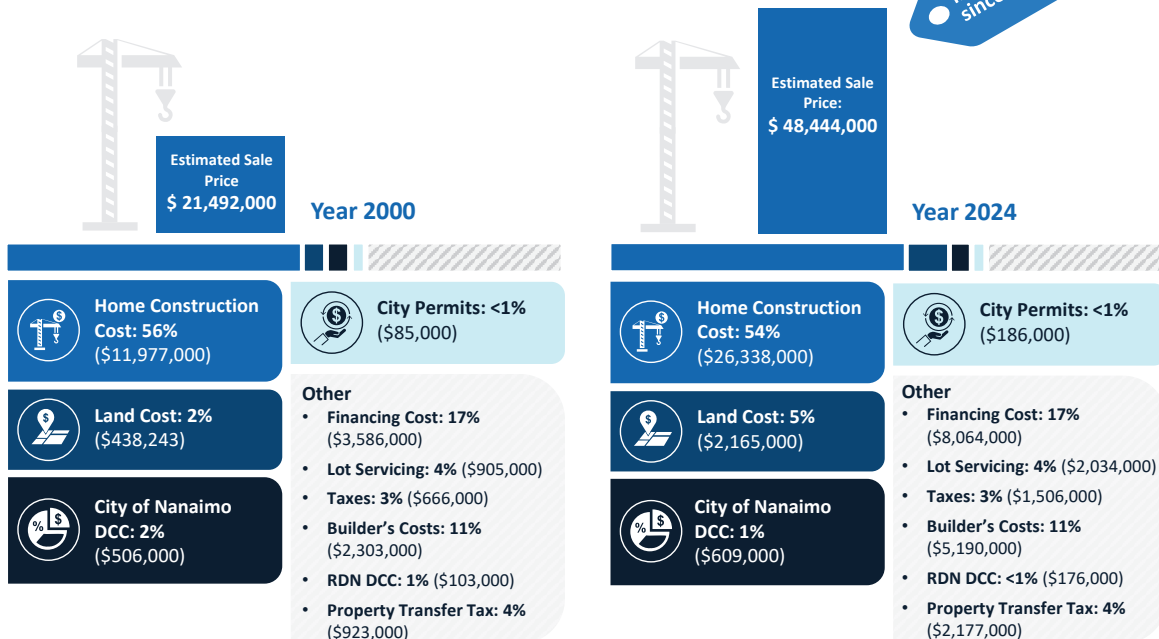 since
Estimated Sale
Price
$ 21,492,000
Year 2000
Home Construction
Cost: 56%
($11,977,000)
Land Cost: 2%
($438,243)
City of Nanaimo
DCC: 2%
($506,000)
City Permits: <1%
($85,000)
Other
• Financing Cost: 17%
($3,586,000)
• Lot Servicing: 4% ($905,000)
• Taxes: 3% ($666,000)
• Builder's Costs: 11%
($2,303,000)
• RDN DCC: 1% ($103,000)
• Property Transfer Tax: 4%
($923,000)
Estimated Sale
Price:
$ 48,444,000
Year 2024
Home Construction
Cost: 54%
($26,338,000)
Land Cost: 5%
($2,165,000)
City of Nanaimo
DCC: 1%
($609,000)
City Permits: <1%
($186,000)
Other
• Financing Cost: 17%
($8,064,000)
• Lot Servicing: 4% ($2,034,000)
• Taxes: 3% ($1,506,000)
• Builder's Costs: 11%
($5,190,000)
• RDN DCC: <1% ($176,000)
• Property Transfer Tax: 4%
($2,177,000)